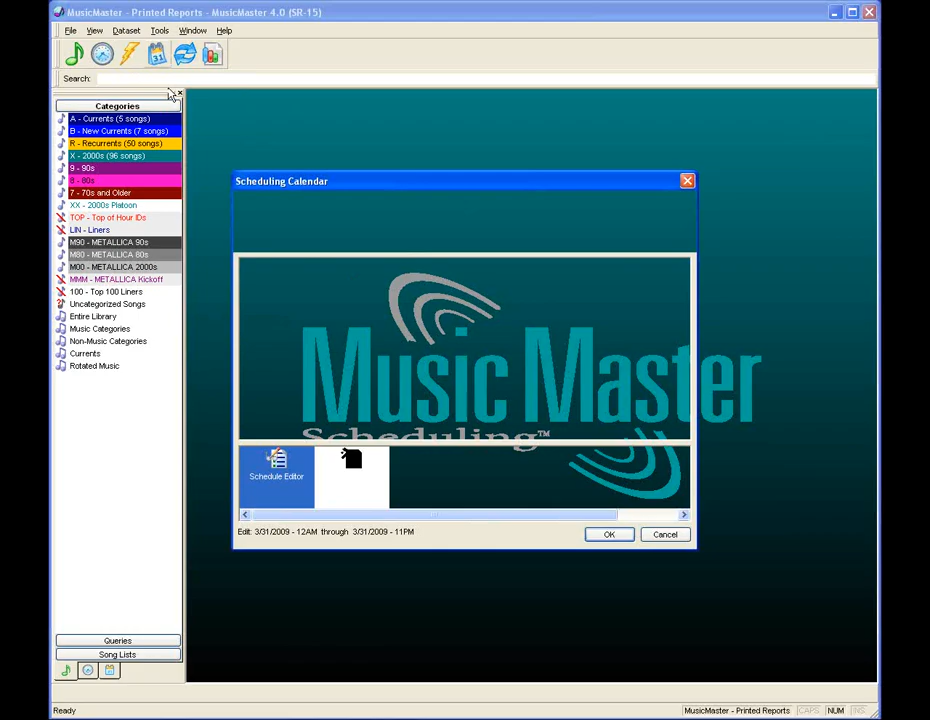 MusicMaster - Printed Reports - MusicMaster 4.0 (SR-15)
File View Dataset Tools Window Help
31
Search:
Categories
A - Currents (5 songs)
B - New Currents (7 songs)
R - Recurrents (50 songs)
X - 2000s (96 songs)
9 - 90s
8 - 80s
7 - 70s and Older
XX - 2000s Platoon
TOP - Top of Hour IDs
LIN - Liners
M90 - METALLICA 90s
M80 - METALLICA 80s
M00 - METALLICA 2000s
MMM - METALLICA Kickoff
100 - Top 100 Liners
Uncategorized Songs
Entire Library
Music Categories
Non-Music Categories
Currents
Rotated Music
Scheduling Calendar
Music Master
Scheduling™
Schedule Editor
Edit: 3/31/2009 - 12AM through 3/31/2009 - 11PM
OK Cancel
Queries
Song Lists
Ready MusicMaster - Printed Reports CAPS NUM INS